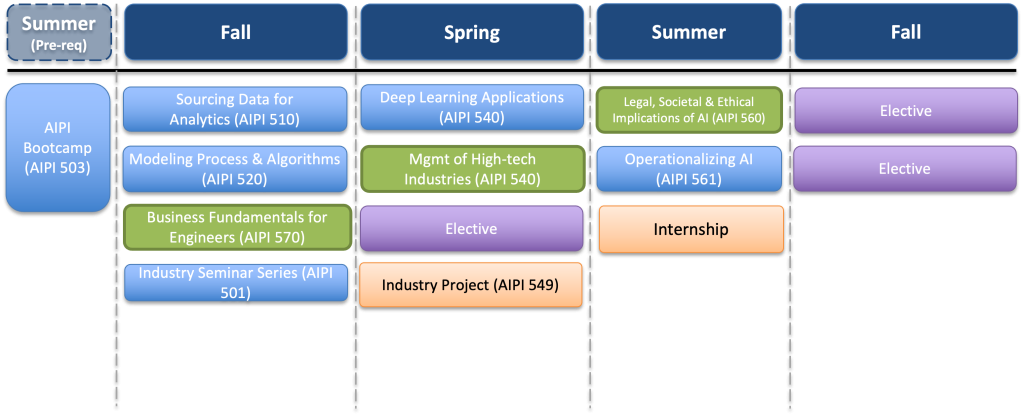 Summer
(Pre-req)
Fall
Spring
Summer
Fall
AIPI
Bootcamp
(AIPI 503)
Sourcing Data for
Analytics (AIPI 510)
Modeling Process & Algorithms
(AIPI 520)
Business Fundamentals for
Engineers (AIPI 570)
Industry Seminar Series (AIPI
501)
Deep Learning Applications
(AIPI 540)
Mgmt of High-tech
Industries (AIPI 540)
Elective
Industry Project (AIPI 549)
Legal, Societal & Ethical
Implications of AI (AIPI 560)
Operationalizing AI
(AIPI 561)
Internship
Elective
Elective